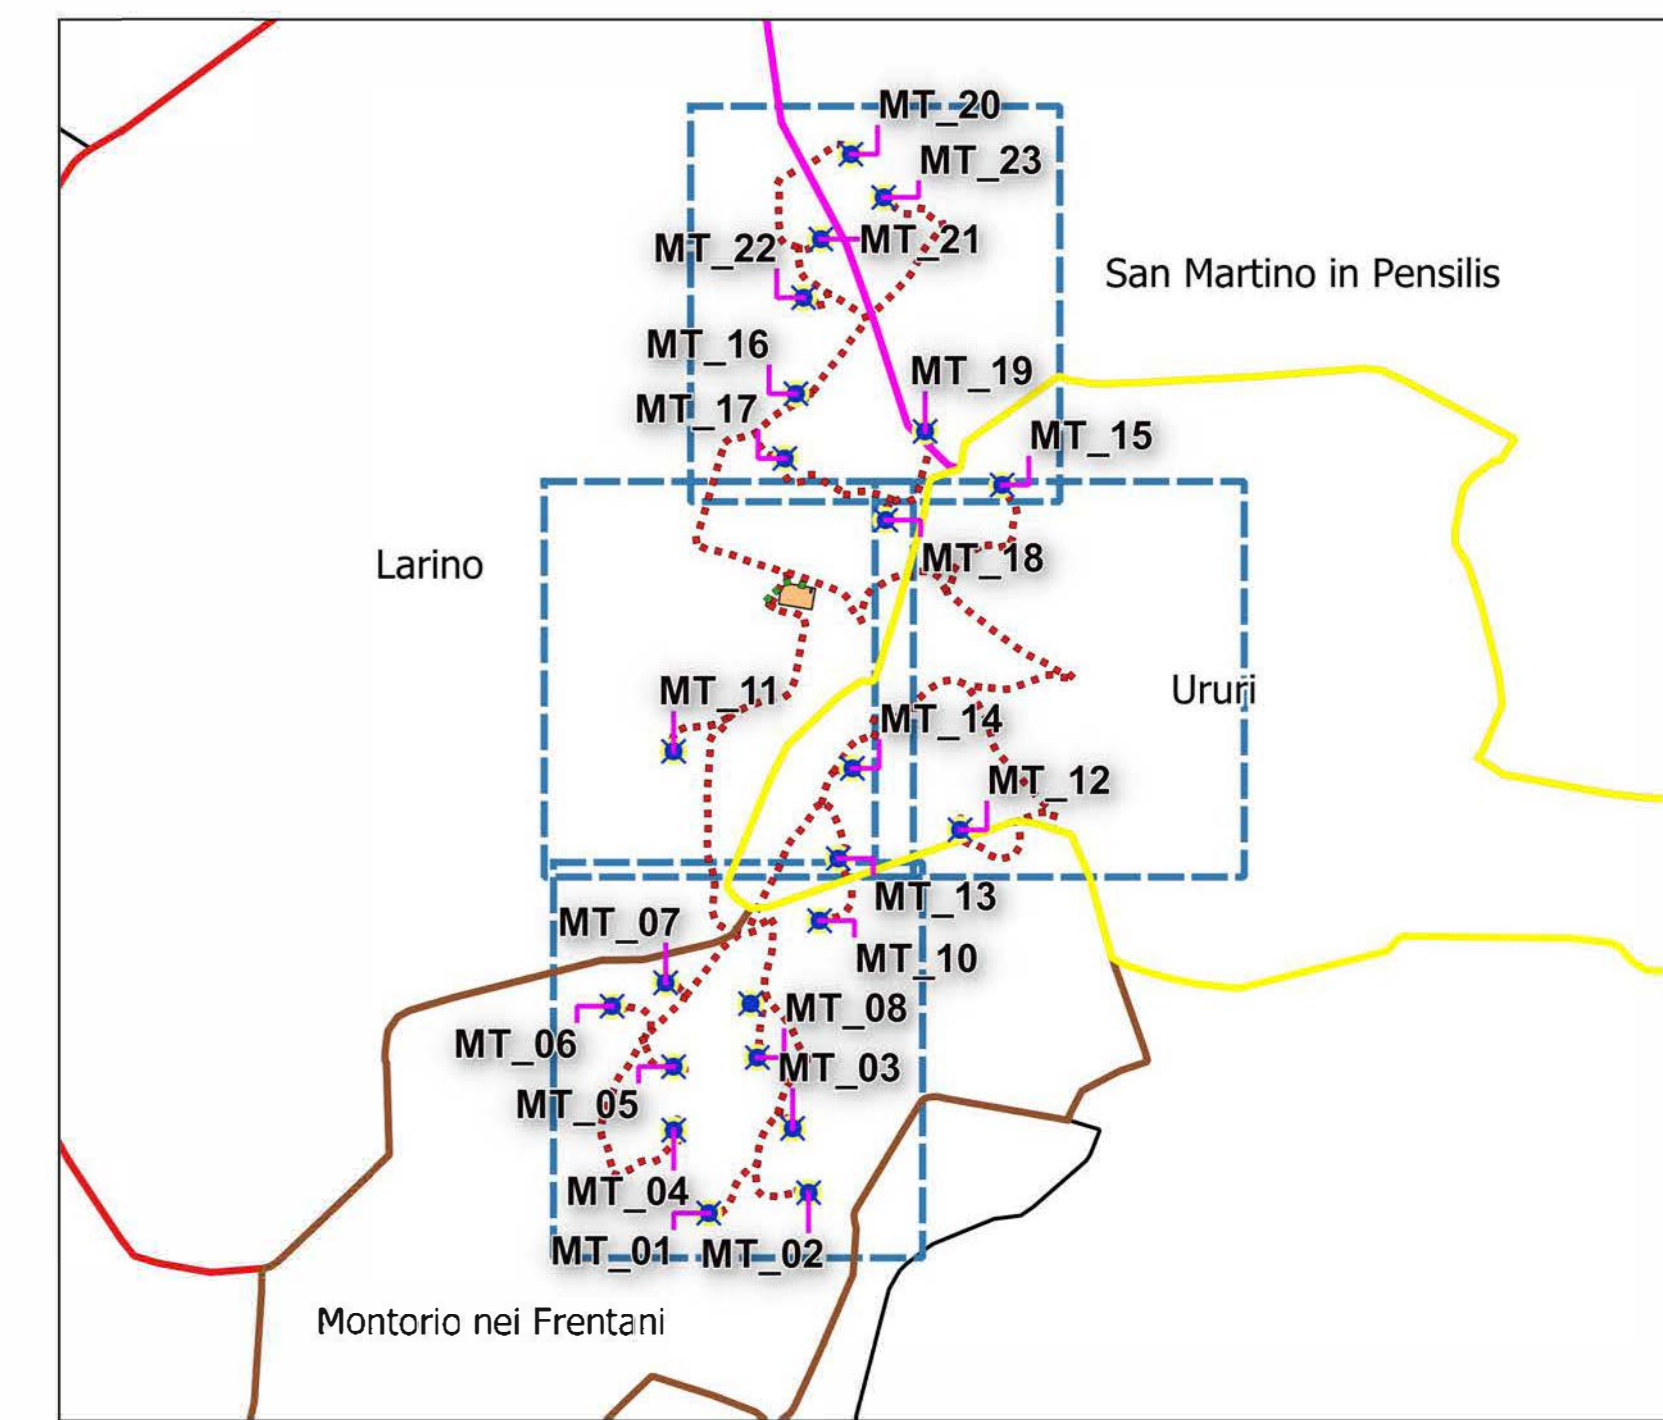 MT_20
MT_23
MT_21
MT_22
San Martino in Pensilis
MT_16
MT_19
MT_17
MT_15
MT_18
Larino
MT_11
Ururi
MT_14
MT_12
MT_13
MT_07
MT_10
MT_08
MT_06
MT_03
MT_05
MT_04
MT_01
MT_02
Montorio nei Frentani